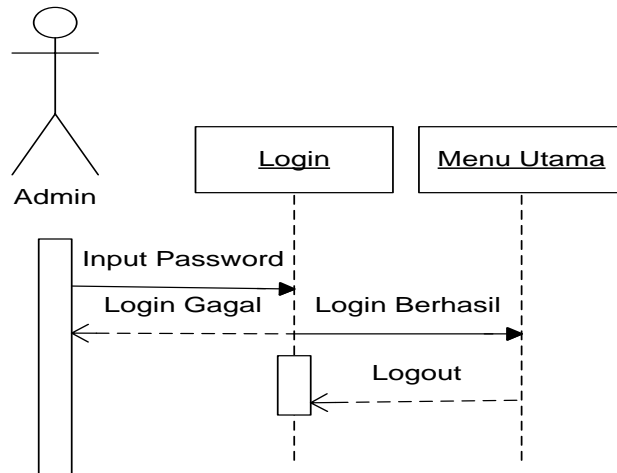 Login
Menu Utama
Admin
Input Password
Login Gagal
Login Berhasil
Logout